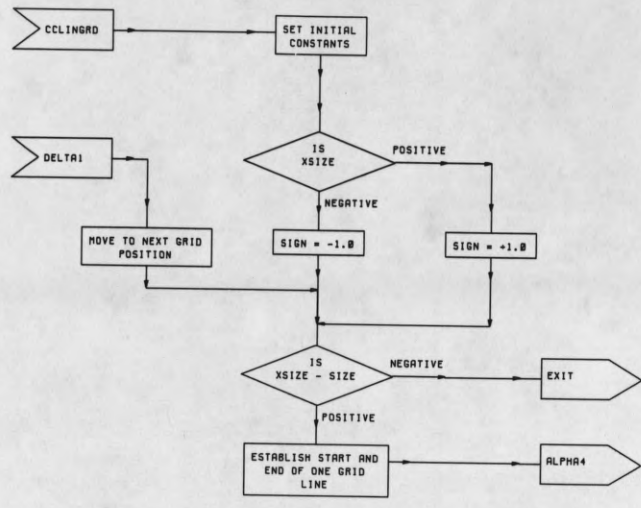 CCLINGRD
SET INITIAL
CONSTANTS
IS
XSIZE
POSITIVE
NEGATIVE
DELTA1
MOVE TO NEXT GRID
POSITION
SIGN = -1.0
SIGN = +1.0
IS
XSIZE - SIZE
NEGATIVE
EXIT
POSITIVE
ESTABLISH START AND
END OF ONE GRID
LINE
ALPHA4